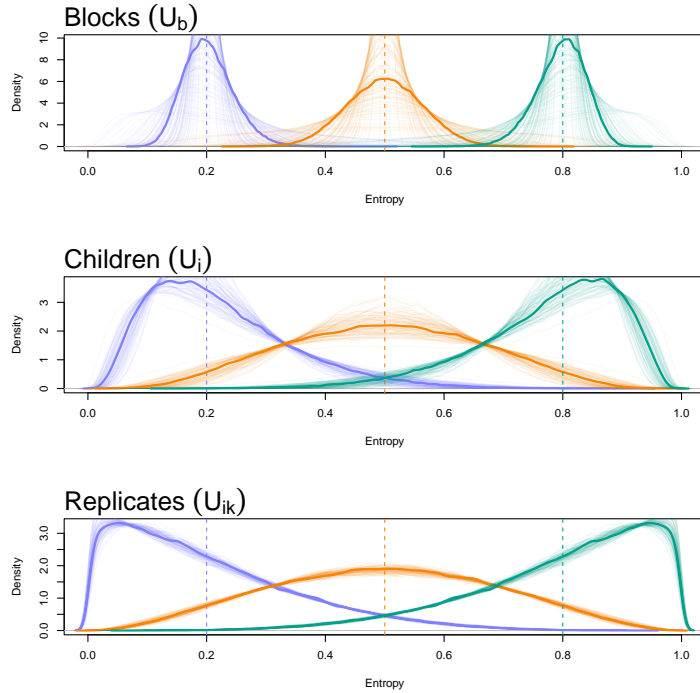 Blocks (U_b)
Density
0 2 4 6 8 10
0.0 0.2 0.4 0.6 0.8 1.0
Entropy
Children (U_i)
Density
0 1 2 3
0.0 0.2 0.4 0.6 0.8 1.0
Entropy
Replicates (U_ik)
Density
0.0 1.0 2.0 3.0
0.0 0.2 0.4 0.6 0.8 1.0
Entropy